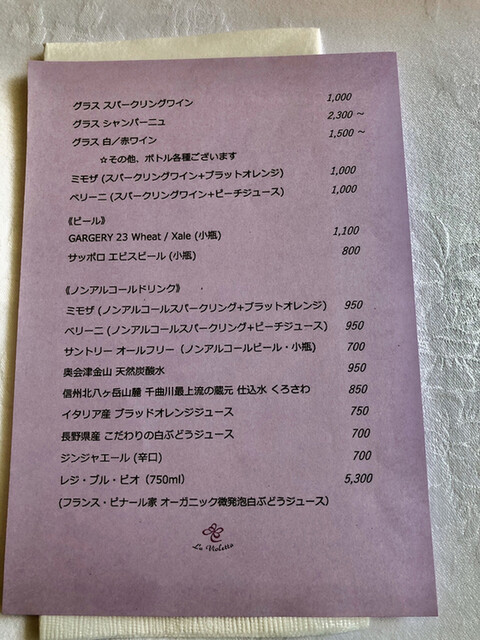 グラス スパークリングワイン 1,000
グラス シャンパーニュ 2,300 ~
グラス 白／赤ワイン 1,500 ~
☆その他、ボトル各種ございます
ミモザ (スパークリングワイン+ブラットオレンジ) 1,000
ベリーニ (スパークリングワイン+ピーチジュース) 1,000
《ビール》
GARGERY 23 Wheat / Xale (小瓶) 1,100
サッポロ エビスビール (小瓶) 800
《ノンアルコールドリンク》
ミモザ (ノンアルコールスパークリング+ブラットオレンジ) 950
ベリーニ (ノンアルコールスパークリング+ピーチジュース) 950
サントリー オールフリー（ノンアルコールビール・小瓶) 700
奥会津金山 天然炭酸水 950
信州北八ヶ岳山麓 千曲川最上流の蔵元 仕込水 くろさわ 850
イタリア産 ブラッドオレンジジュース 750
長野県産 こだわりの白ぶどうジュース 700
ジンジャエール (辛口) 700
レジ・ブル・ビオ（750ml） 5,300
(フランス・ピナール家 オーガニック微発泡白ぶどうジュース)
La Violetta